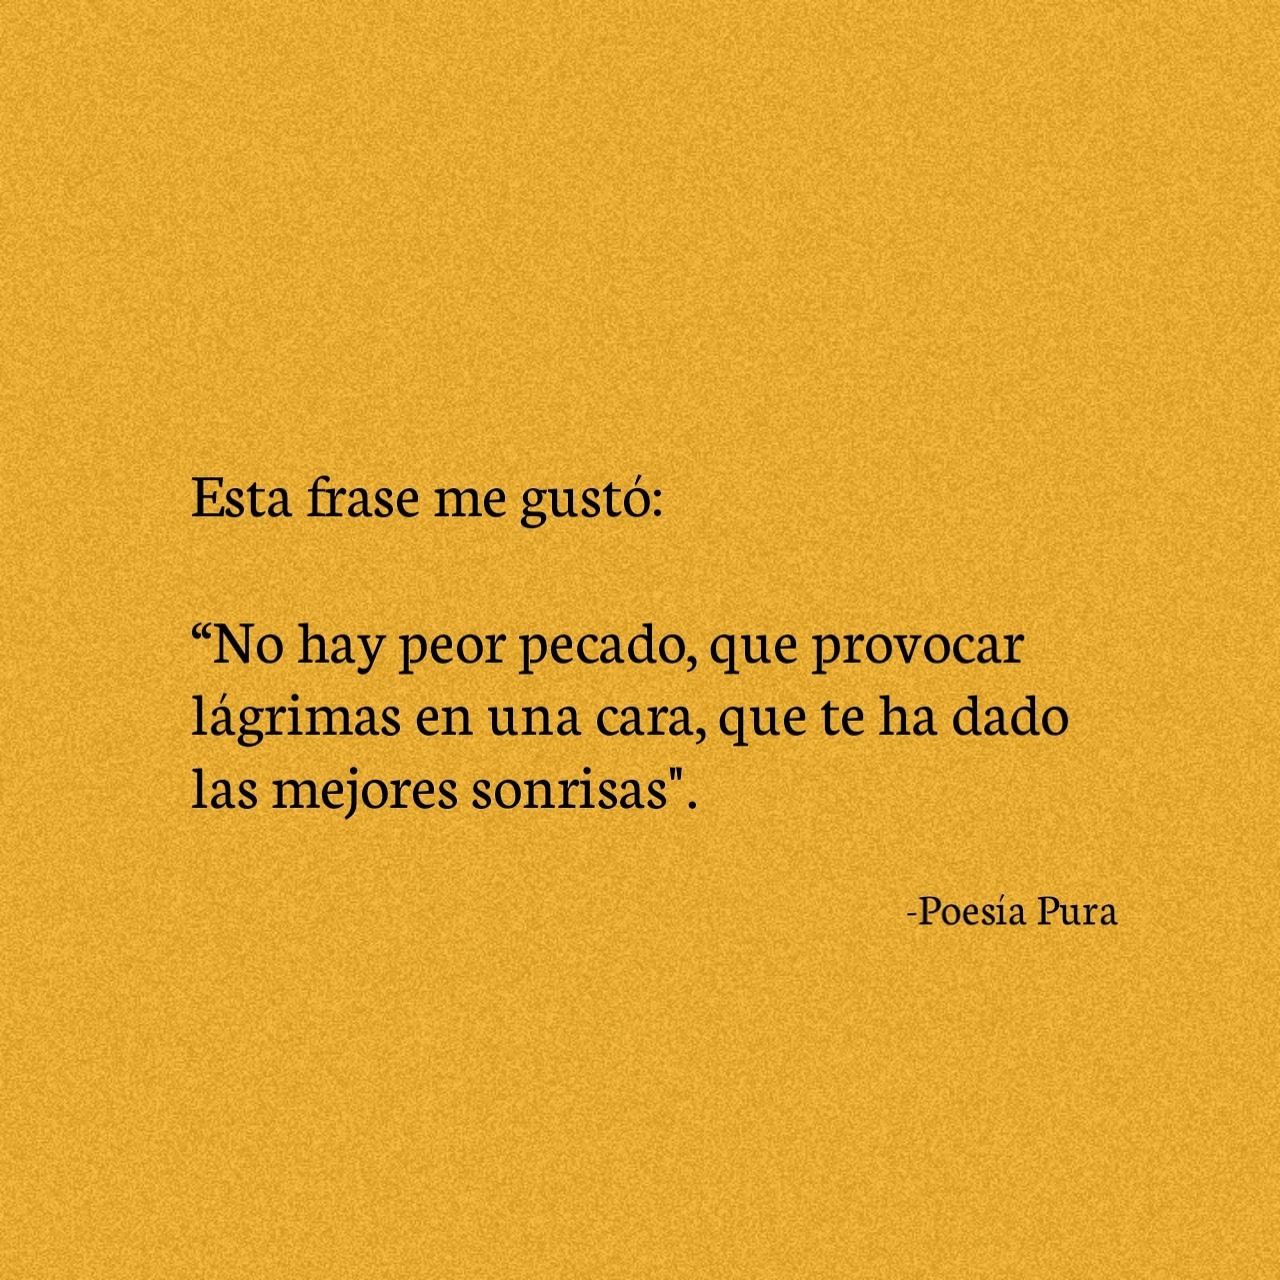 Esta frase me gustó:
“No hay peor pecado, que provocar
lágrimas en una cara, que te ha dado
las mejores sonrisas".
-Poesía Pura